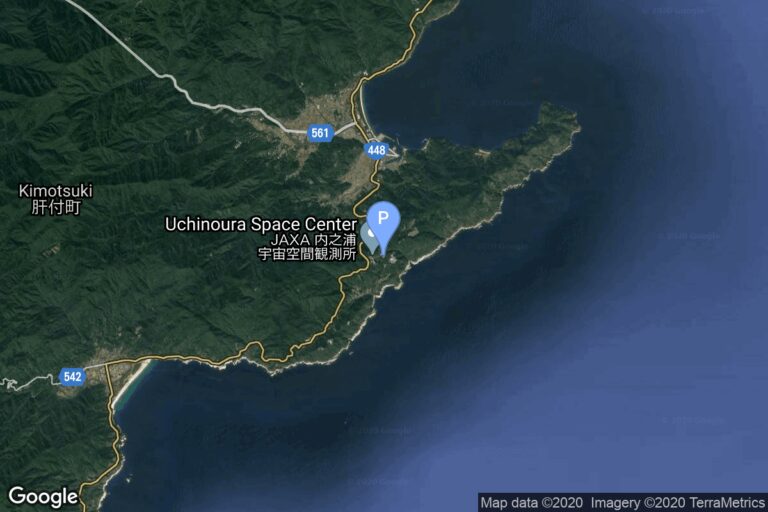 561
448
Kimotsuki
肝付町
Uchinoura Space Center
JAXA 内之浦
宇宙空間観測所
P
542
Google
Map data ©2020 Imagery ©2020 TerraMetrics